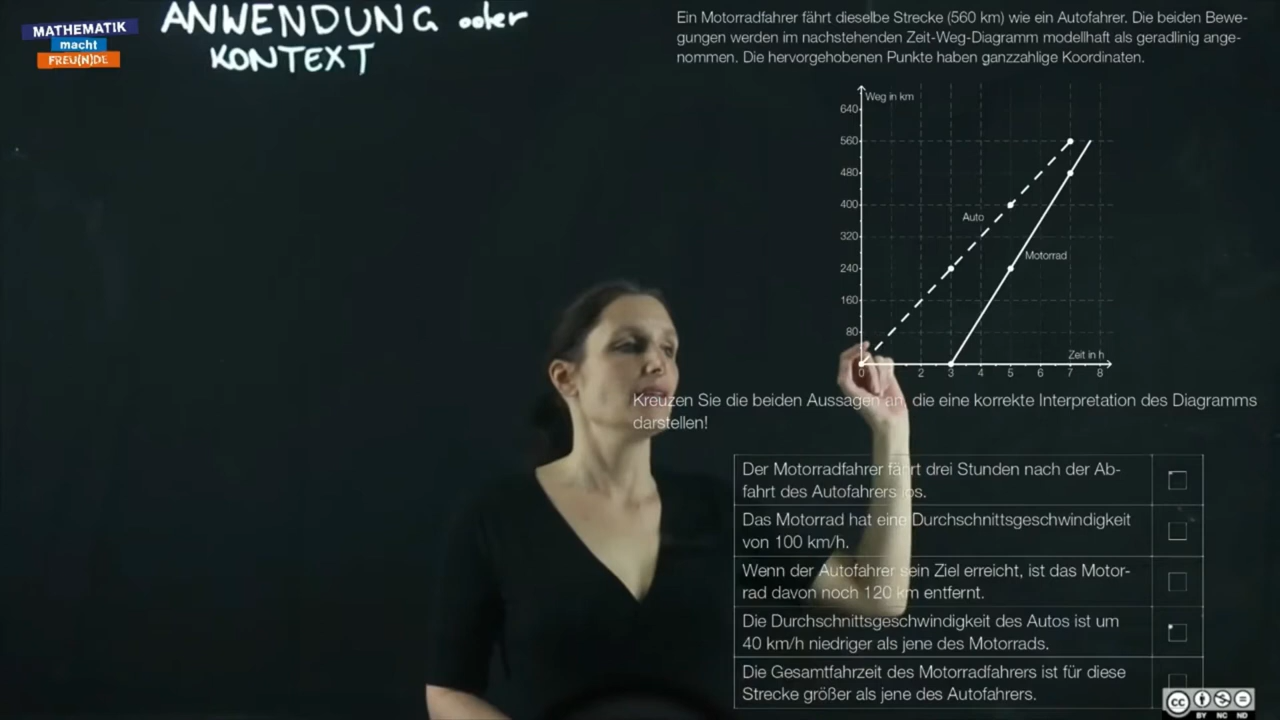 MATHEMATIK
macht
FREU(N)DE
ANWENDUNG oder
KONTEXT
Ein Motorradfahrer fährt dieselbe Strecke (560 km) wie ein Autofahrer. Die beiden Bewe-
gungen werden im nachstehenden Zeit-Weg-Diagramm modellhaft als geradlinig ange-
nommen. Die hervorgehobenen Punkte haben ganzzahlige Koordinaten.
Weg in km
640
560
480
400
320
240
160
80
Auto
Motorrad
Zeit in h
0 2 3 4 5 6 7 8
Kreuzen Sie die beiden Aussagen an, die eine korrekte Interpretation des Diagramms
darstellen!
Der Motorradfahrer fährt drei Stunden nach der Ab-
fahrt des Autofahrers los.
Das Motorrad hat eine Durchschnittsgeschwindigkeit
von 100 km/h.
Wenn der Autofahrer sein Ziel erreicht, ist das Motor-
rad davon noch 120 km entfernt.
Die Durchschnittsgeschwindigkeit des Autos ist um
40 km/h niedriger als jene des Motorrads.
Die Gesamtfahrzeit des Motorradfahrers ist für diese
Strecke größer als jene des Autofahrers.
cc
BY NC ND